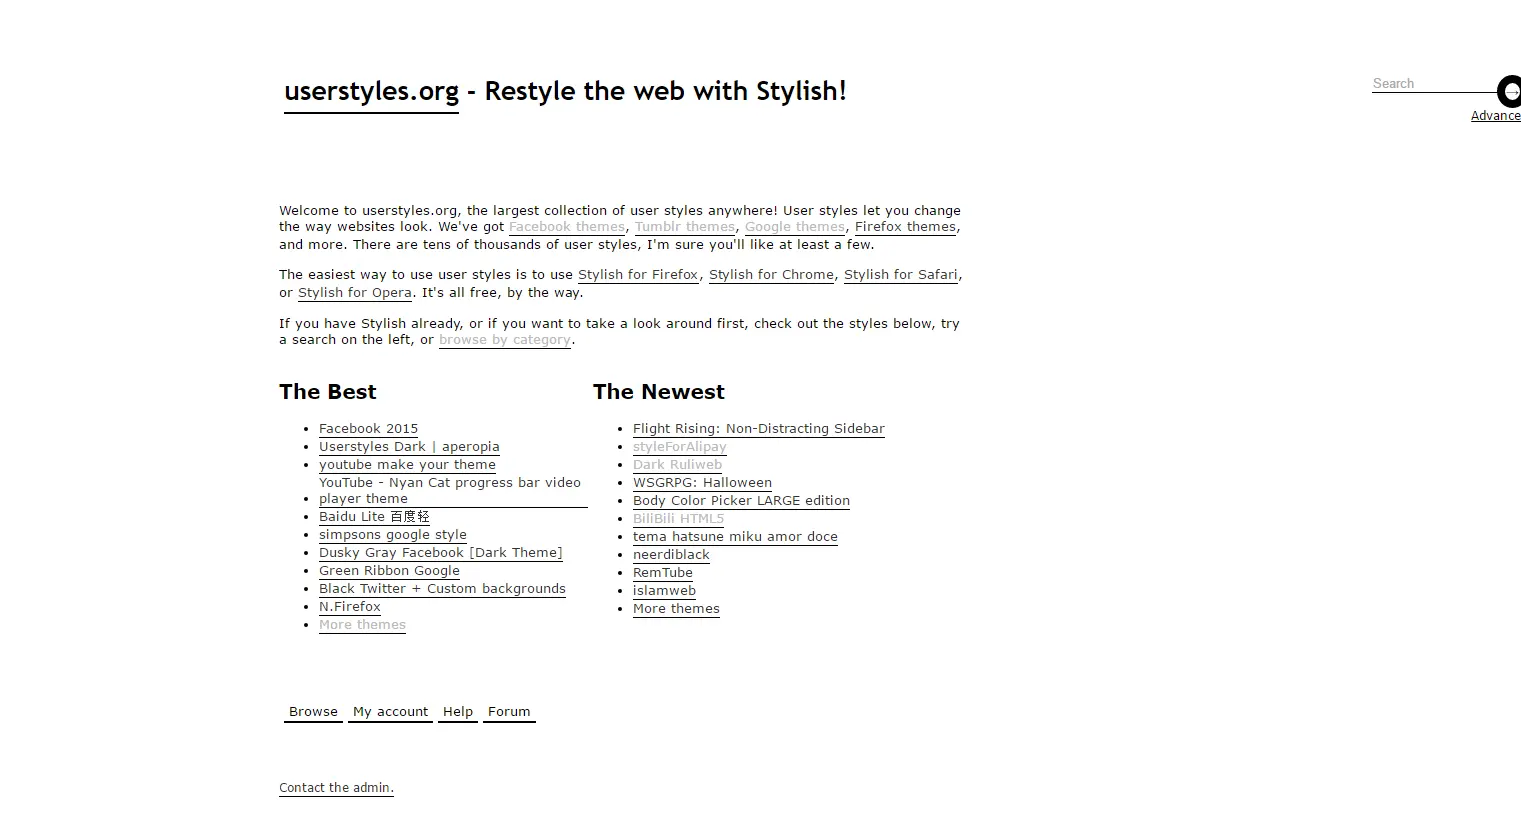 userstyles.org - Restyle the web with Stylish!
Search
→
Advance
Welcome to userstyles.org, the largest collection of user styles anywhere! User styles let you change
the way websites look. We've got Facebook themes, Tumblr themes, Google themes, Firefox themes,
and more. There are tens of thousands of user styles, I'm sure you'll like at least a few.
The easiest way to use user styles is to use Stylish for Firefox, Stylish for Chrome, Stylish for Safari,
or Stylish for Opera. It's all free, by the way.
If you have Stylish already, or if you want to take a look around first, check out the styles below, try
a search on the left, or browse by category.
The Best
Facebook 2015
Userstyles Dark | aperopia
youtube make your theme
YouTube - Nyan Cat progress bar video
player theme
Baidu Lite 百度轻
simpsons google style
Dusky Gray Facebook [Dark Theme]
Green Ribbon Google
Black Twitter + Custom backgrounds
N.Firefox
More themes
The Newest
Flight Rising: Non-Distracting Sidebar
styleForAlipay
Dark Ruliweb
WSGRPG: Halloween
Body Color Picker LARGE edition
BiliBili HTML5
tema hatsune miku amor doce
neerdiblack
RemTube
islamweb
More themes
Browse My account Help Forum
Contact the admin.